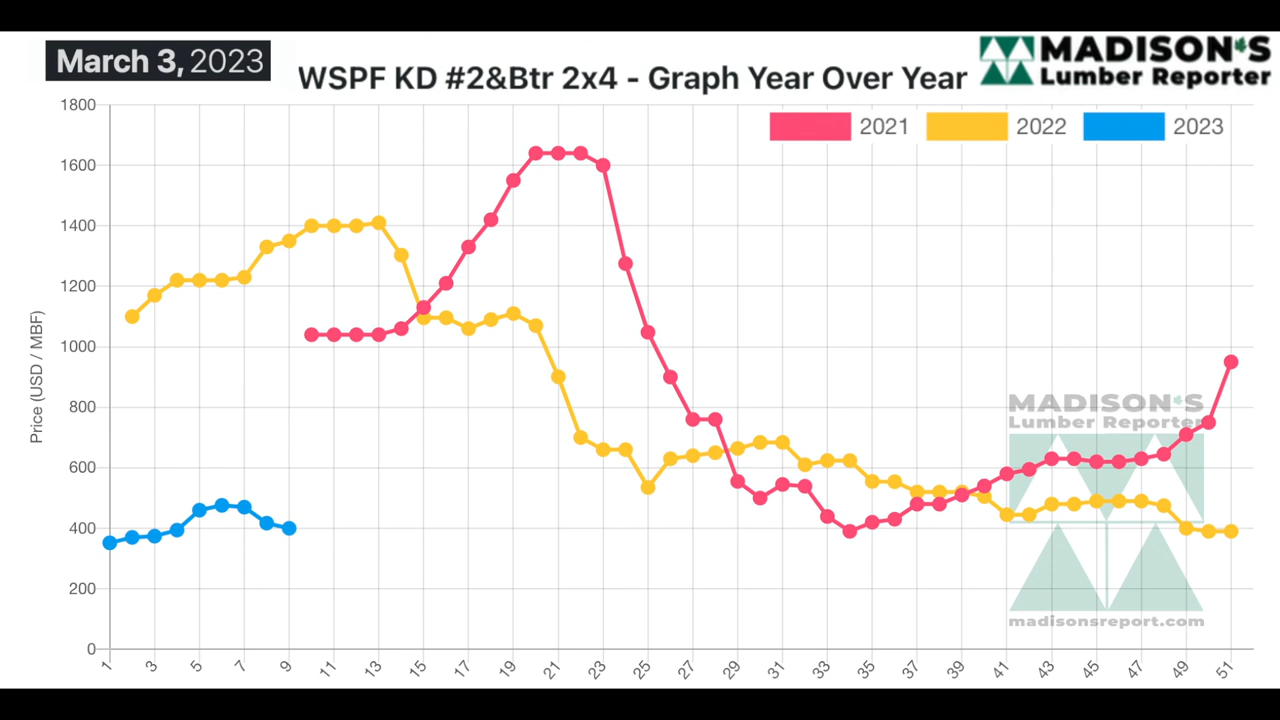 March 3, 2023
WSPF KD #2&Btr 2x4 - Graph Year Over Year
MADISON'S
Lumber Reporter
2021
2022
2023
Price (USD / MBF)
1800
1600
1400
1200
1000
800
600
400
200
0
MADISON'S
Lumber Reporter
madisonsreport.com
1 3 5 7 9 11 13 15 17 19 21 23 25 27 29 31 33 35 37 39 41 43 45 47 49 51